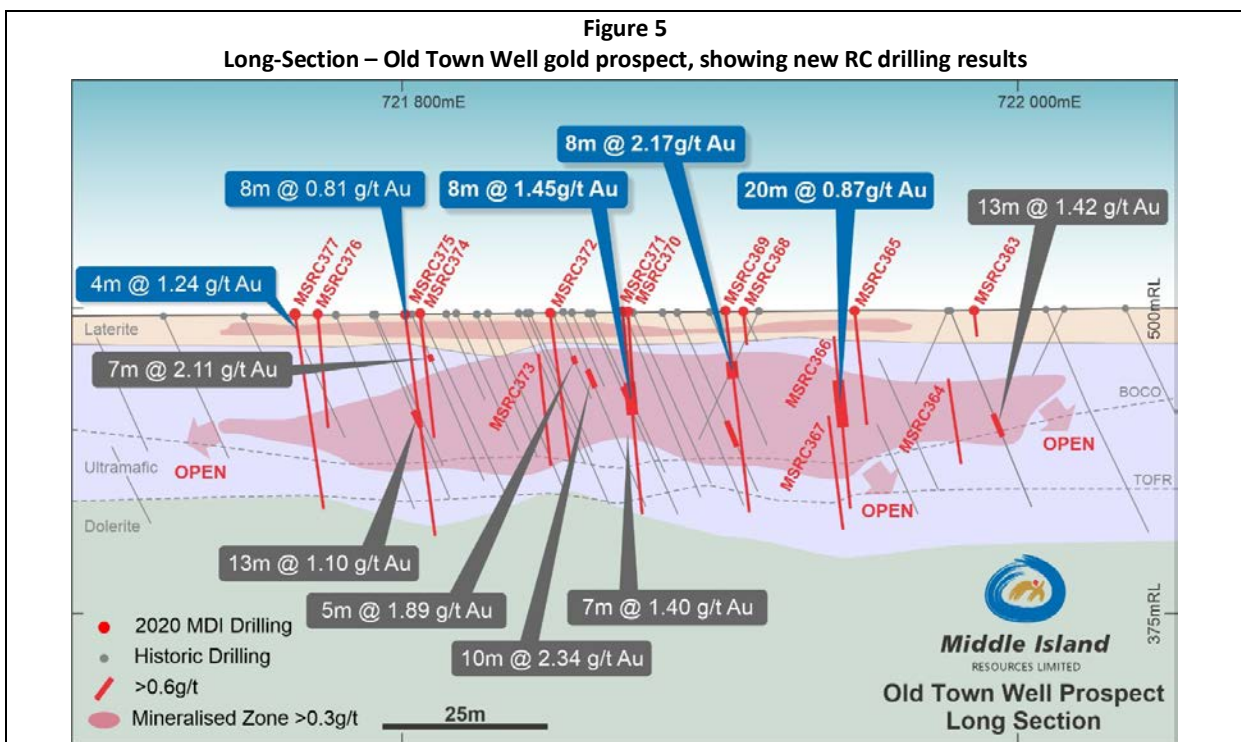 Figure 5
Long-Section – Old Town Well gold prospect, showing new RC drilling results
721 800mE
722 000mE
8m @ 2.17g/t Au
8m @ 0.81 g/t Au
8m @ 1.45g/t Au
20m @ 0.87g/t Au
13m @ 1.42 g/t Au
4m @ 1.24 g/t Au
MSRC377
MSRC376
MSRC375
MSRC374
MSRC372
MSRC371
MSRC370
MSRC369
MSRC368
MSRC365
MSRC363
500mRL
Laterite
7m @ 2.11 g/t Au
MSRC373
MSRC366
MSRC367
MSRC364
BOCO
OPEN
OPEN
OPEN
Ultramafic
TOFR
Dolerite
13m @ 1.10 g/t Au
5m @ 1.89 g/t Au
7m @ 1.40 g/t Au
10m @ 2.34 g/t Au
375mRL
2020 MDI Drilling
Historic Drilling
>0.6g/t
Mineralised Zone >0.3g/t
25m
Middle Island
RESOURCES LIMITED
Old Town Well Prospect
Long Section